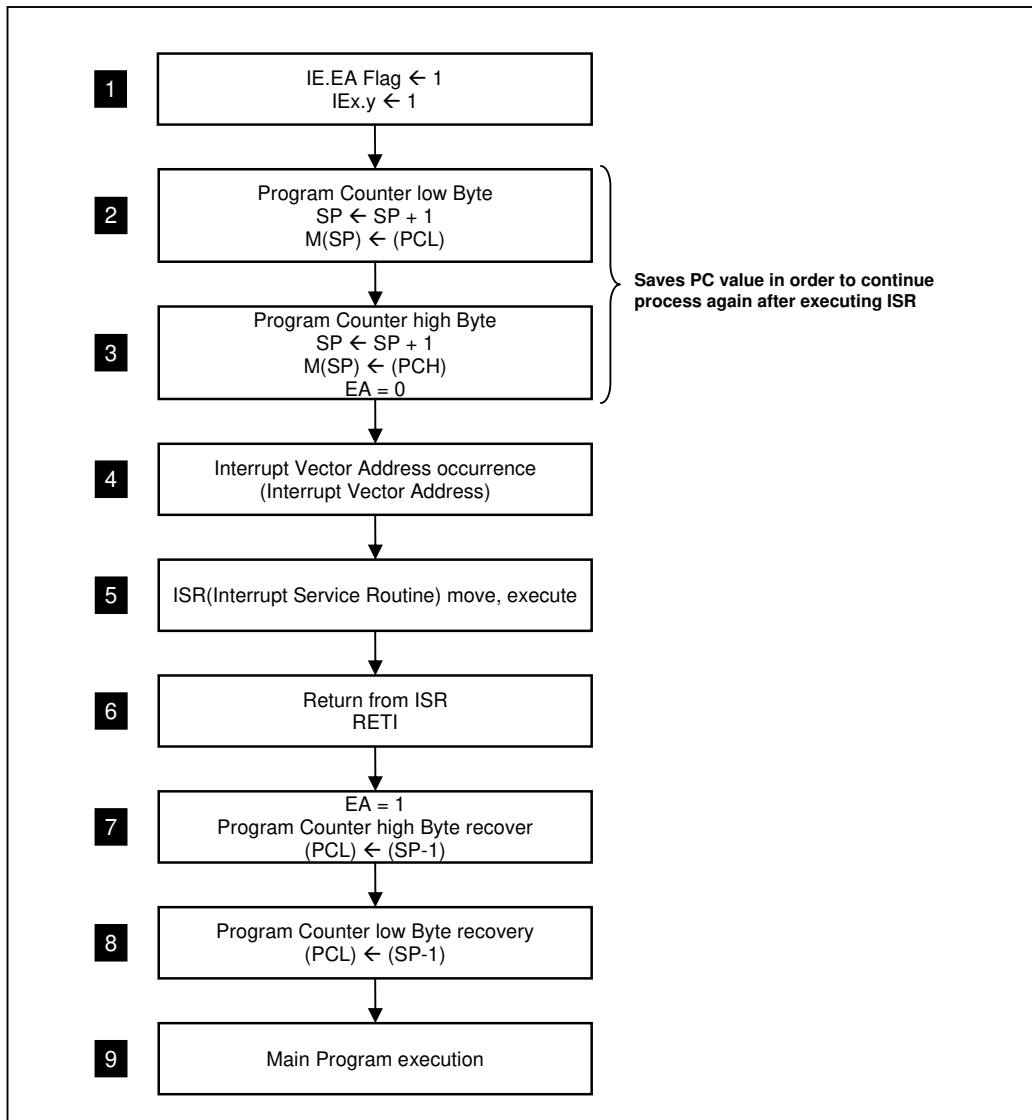 1
IE.EA Flag ← 1
IEx.y ← 1
2
Program Counter low Byte
SP ← SP + 1
M(SP) ← (PCL)
Saves PC value in order to continue
process again after executing ISR
3
Program Counter high Byte
SP ← SP + 1
M(SP) ← (PCH)
EA = 0
4
Interrupt Vector Address occurrence
(Interrupt Vector Address)
5
ISR(Interrupt Service Routine) move, execute
6
Return from ISR
RETI
7
EA = 1
Program Counter high Byte recover
(PCL) ← (SP-1)
8
Program Counter low Byte recovery
(PCL) ← (SP-1)
9
Main Program execution